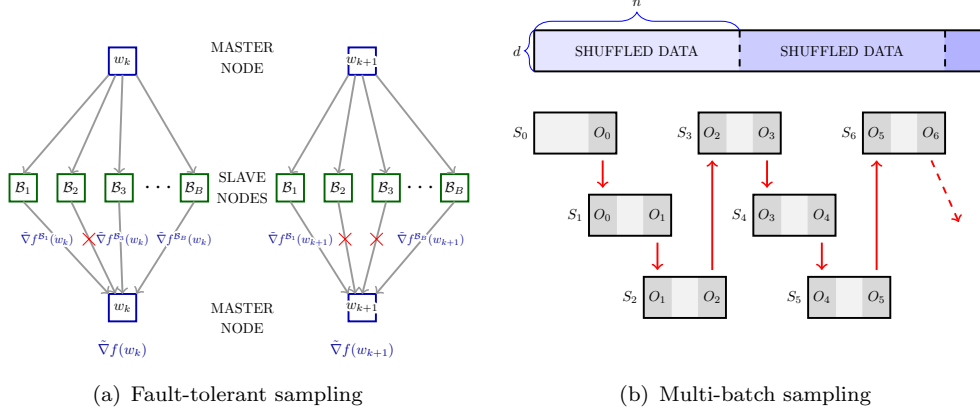 MASTER
NODE
w_k
w_{k+1}
B_1 B_2 B_3 ··· B_B
SLAVE
NODES
B_1 B_2 B_3 ··· B_B
∇̃f^{B_1}(w_k) ∇̃f^{B_3}(w_k) ∇̃f^{B_B}(w_k)
∇̃f^{B_1}(w_{k+1}) ∇̃f^{B_B}(w_{k+1})
w_k
MASTER
NODE
w_{k+1}
∇̃f(w_k)
∇̃f(w_{k+1})
(a) Fault-tolerant sampling
n
d SHUFFLED DATA SHUFFLED DATA
S_0 O_0
S_3 O_2 O_3
S_6 O_5 O_6
S_1 O_0 O_1
S_4 O_3 O_4
S_2 O_1 O_2
S_5 O_4 O_5
(b) Multi-batch sampling